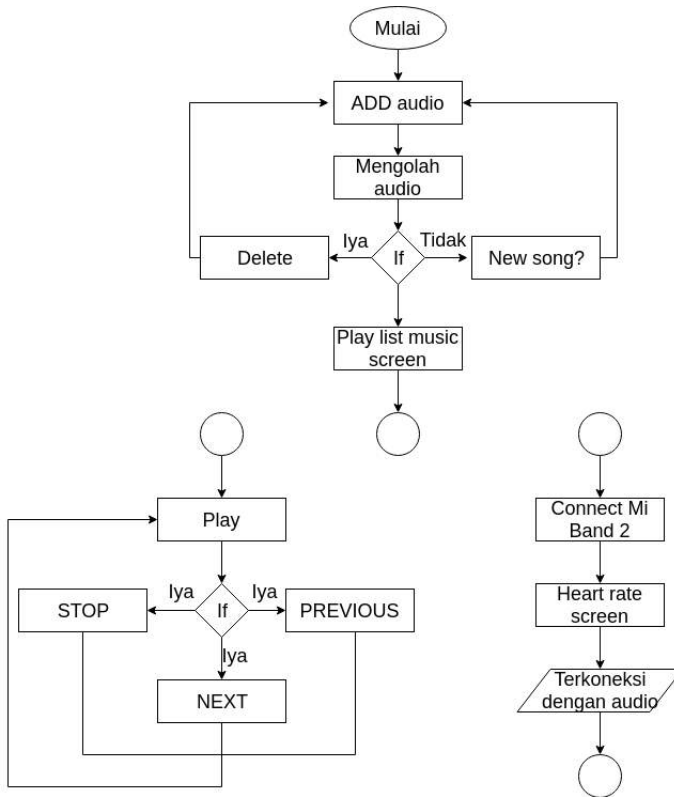 Mulai
ADD audio
Mengolah
audio
Iya
If
Tidak
Delete
New song?
Play list music
screen
Play
Iya
If
Iya
STOP
PREVIOUS
Iya
NEXT
Connect Mi
Band 2
Heart rate
screen
Terkoneksi
dengan audio